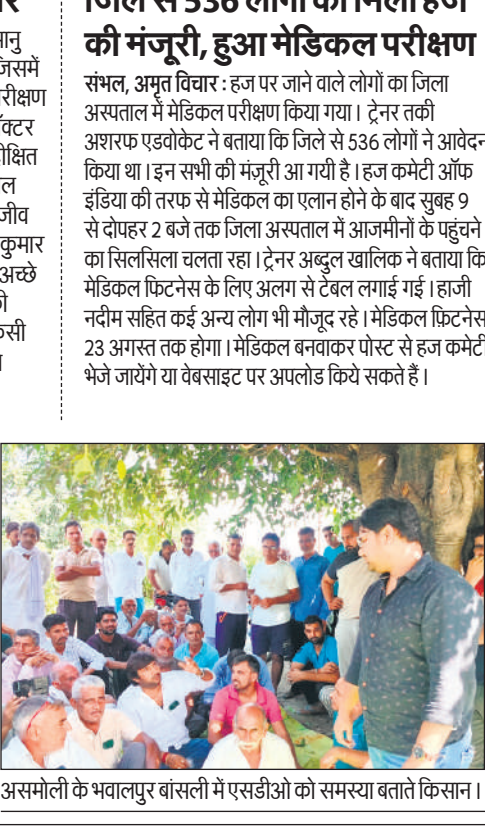 जिले से 536 लोगों को मिली हज
की मंजूरी, हुआ मेडिकल परीक्षण
संभल, अमृत विचार : हज पर जाने वाले लोगों का जिला
अस्पताल में मेडिकल परीक्षण किया गया। ट्रेनर तकी
अशरफ एडवोकेट ने बताया कि जिले से 536 लोगों ने आवेदन
किया था। इन सभी की मंजूरी आ गयी है। हज कमेटी ऑफ
इंडिया की तरफ से मेडिकल का एलान होने के बाद सुबह 9
से दोपहर 2 बजे तक जिला अस्पताल में आजमीनों के पहुंचने
का सिलसिला चलता रहा। ट्रेनर अब्दुल खालिक ने बताया कि
मेडिकल फिटनेस के लिए अलग से टेबल लगाई गई। हाजी
नदीम सहित कई अन्य लोग भी मौजूद रहे। मेडिकल फ़िटनेस
23 अगस्त तक होगा। मेडिकल बनवाकर पोस्ट से हज कमेटी
भेजे जायेंगे या वेबसाइट पर अपलोड किये सकते हैं।
असमोली के भवालपुर बांसली में एसडीओ को समस्या बताते किसान।